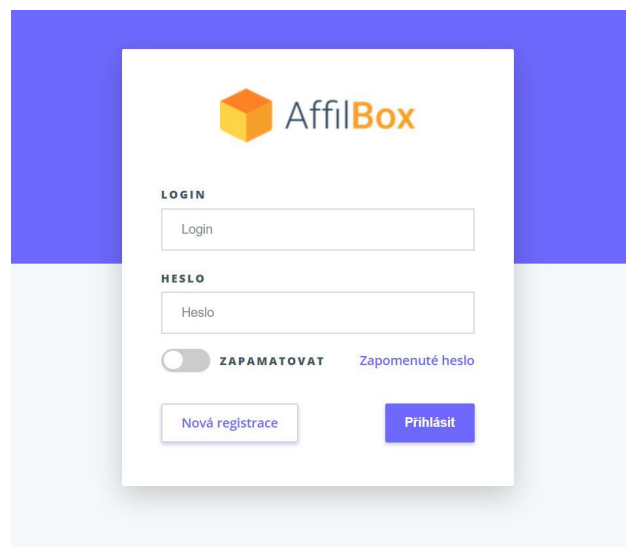 AffilBox
LOGIN
Login
HESLO
Heslo
ZAPAMATOVAT Zapomenuté heslo
Nová registrace Přihlásit